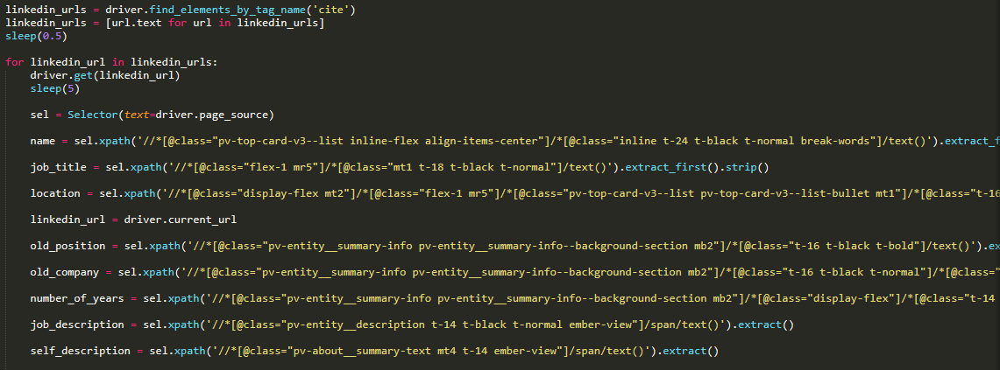 linkedin_urls = driver.find_elements_by_tag_name('cite')
linkedin_urls = [url.text for url in linkedin_urls]
sleep(0.5)
for linkedin_url in linkedin_urls:
driver.get(linkedin_url)
sleep(5)
sel = Selector(text=driver.page_source)
name = sel.xpath('//*[@class="pv-top-card-v3--list inline-flex align-items-center"]/*[@class="inline t-24 t-black t-normal break-words"]/text()').extract_f
job_title = sel.xpath('//*[@class="flex-1 mr5"]/*[@class="mt1 t-18 t-black t-normal"]/text()').extract_first().strip()
location = sel.xpath('//*[@class="display-flex mt2"]/*[@class="flex-1 mr5"]/*[@class="pv-top-card-v3--list pv-top-card-v3--list-bullet mt1"]/*[@class="t-16
linkedin_url = driver.current_url
old_position = sel.xpath('//*[@class="pv-entity__summary-info pv-entity__summary-info--background-section mb2"]/*[@class="t-16 t-black t-bold"]/text()').ex
old_company = sel.xpath('//*[@class="pv-entity__summary-info pv-entity__summary-info--background-section mb2"]/*[@class="t-16 t-black t-normal"]/*[@class="
number_of_years = sel.xpath('//*[@class="pv-entity__summary-info pv-entity__summary-info--background-section mb2"]/*[@class="display-flex"]/*[@class="t-14
job_description = sel.xpath('//*[@class="pv-entity__description t-14 t-black t-normal ember-view"]/span/text()').extract()
self_description = sel.xpath('//*[@class="pv-about__summary-text mt4 t-14 ember-view"]/span/text()').extract()